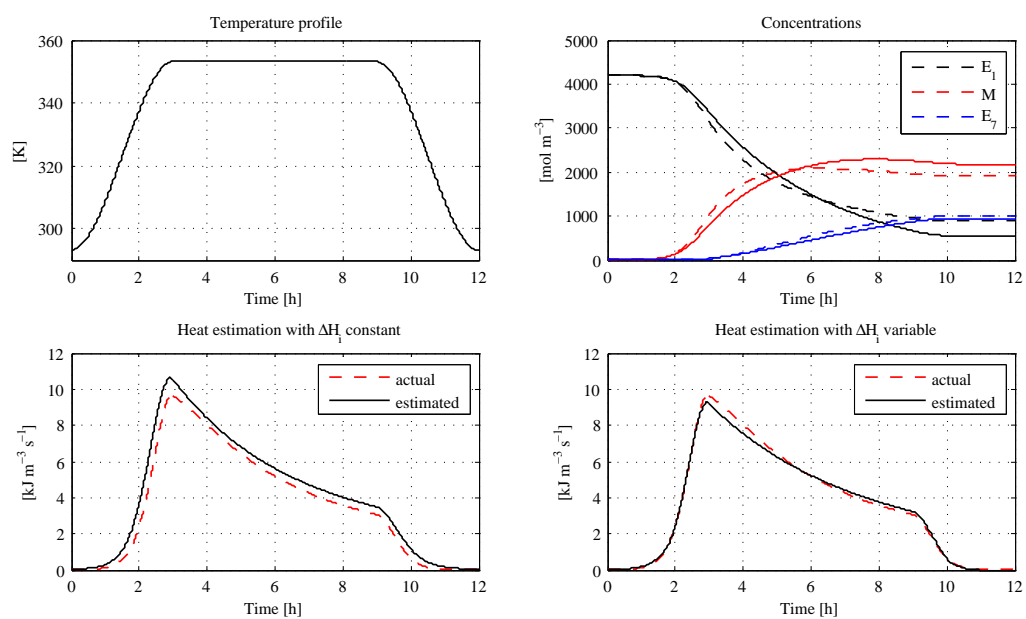 Temperature profile
360
340
320
300
[K]
0 2 4 6 8 10 12
Time [h]
Concentrations
5000
4000
3000
2000
1000
0
[mol m⁻³]
E₁
M
E₇
0 2 4 6 8 10 12
Time [h]
Heat estimation with ΔHᵢ constant
12
10
8
6
4
2
0
[kJ m⁻³ s⁻¹]
actual
estimated
0 2 4 6 8 10 12
Time [h]
Heat estimation with ΔHᵢ variable
12
10
8
6
4
2
0
[kJ m⁻³ s⁻¹]
actual
estimated
0 2 4 6 8 10 12
Time [h]